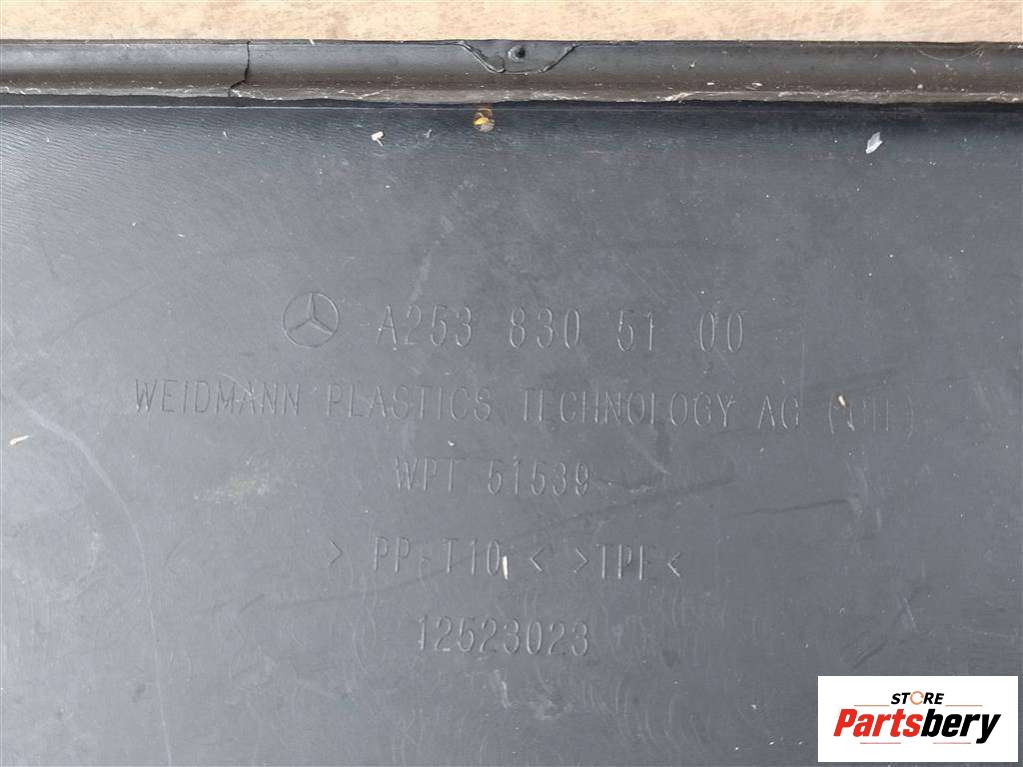 A253 830 51 00
WEIDMANN PLASTICS TECHNOLOGY AG
WPT 51539
> PP-T10 < >TPE<
12523023
STORE
Partsbery